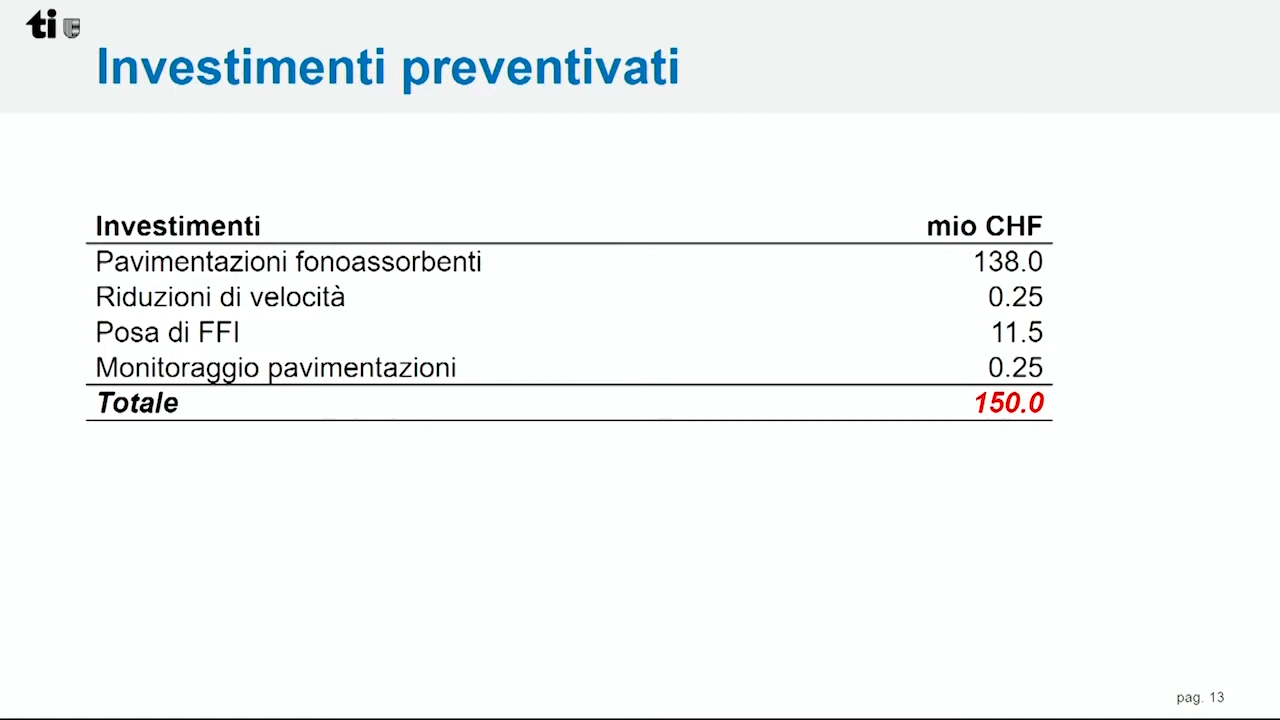 ti
Investimenti preventivati
Investimenti mio CHF
Pavimentazioni fonoassorbenti 138.0
Riduzioni di velocità 0.25
Posa di FFI 11.5
Monitoraggio pavimentazioni 0.25
Totale 150.0
pag. 13